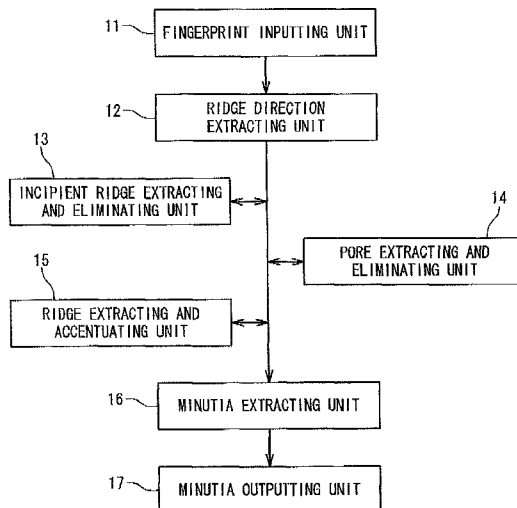 11
FINGERPRINT INPUTTING UNIT
12
RIDGE DIRECTION
EXTRACTING UNIT
13
INCIPIENT RIDGE EXTRACTING
AND ELIMINATING UNIT
14
PORE EXTRACTING AND
ELIMINATING UNIT
15
RIDGE EXTRACTING AND
ACCENTUATING UNIT
16
MINUTIA EXTRACTING UNIT
17
MINUTIA OUTPUTTING UNIT